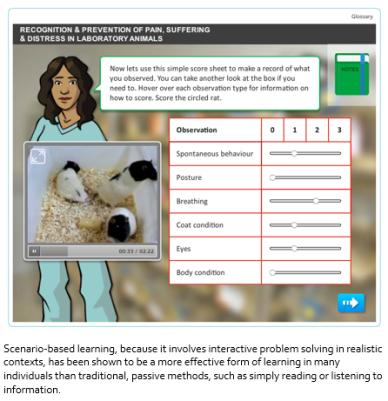 Glossary
RECOGNITION & PREVENTION OF PAIN, SUFFERING
& DISTRESS IN LABORATORY ANIMALS
Now lets use this simple score sheet to make a record of what
you observed. You can take another look at the box if you
need to. Hover over each observation type for information on
how to score. Score the circled rat.
NOTES
Observation 0 1 2 3
Spontaneous behaviour
Posture
Breathing
Coat condition
Eyes
Body condition
00:33 / 02:22
Scenario-based learning, because it involves interactive problem solving in realistic
contexts, has been shown to be a more effective form of learning in many
individuals than traditional, passive methods, such as simply reading or listening to
information.